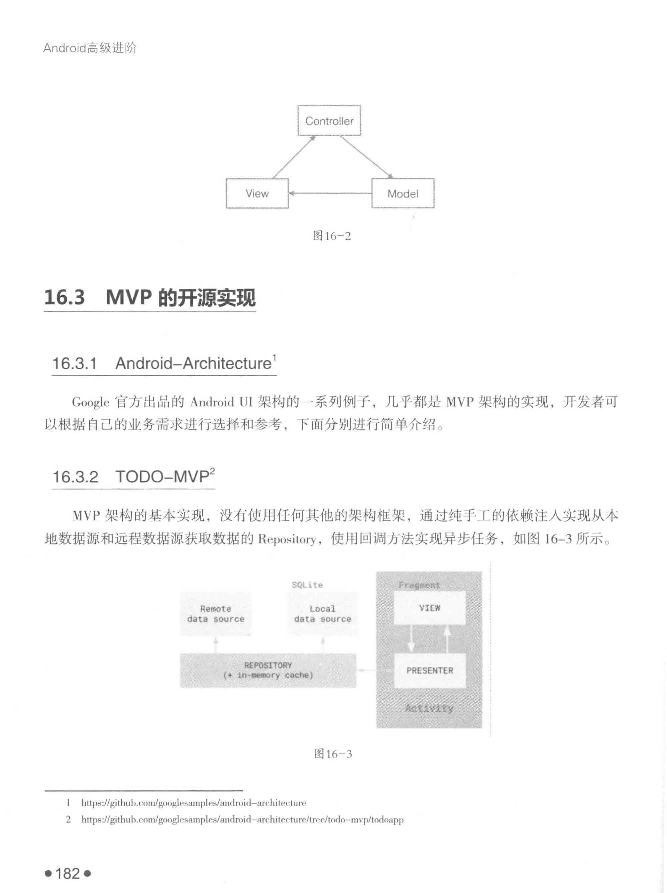 Android高级进阶
Controller
View
Model
图16-2
16.3 MVP 的开源实现
16.3.1 Android-Architecture1
Google 官方出品的 Android UI 架构的一系列例子，几乎都是 MVP 架构的实现，开发者可
以根据自己的业务需求进行选择和参考，下面分别进行简单介绍。
16.3.2 TODO-MVP2
MVP 架构的基本实现，没有使用任何其他的架构框架，通过纯手工的依赖注入实现从本
地数据源和远程数据源获取数据的 Repository，使用回调方法实现异步任务，如图 16-3 所示。
SQLite
Fragment
Remote
data source
Local
data source
VIEW
REPOSITORY
(+ in-memory cache)
PRESENTER
Activity
图16-3
1 https://github.com/googlesamples/android-architecture
2 https://github.com/googlesamples/android-architecture/tree/todo-mvp/todoapp
●182●